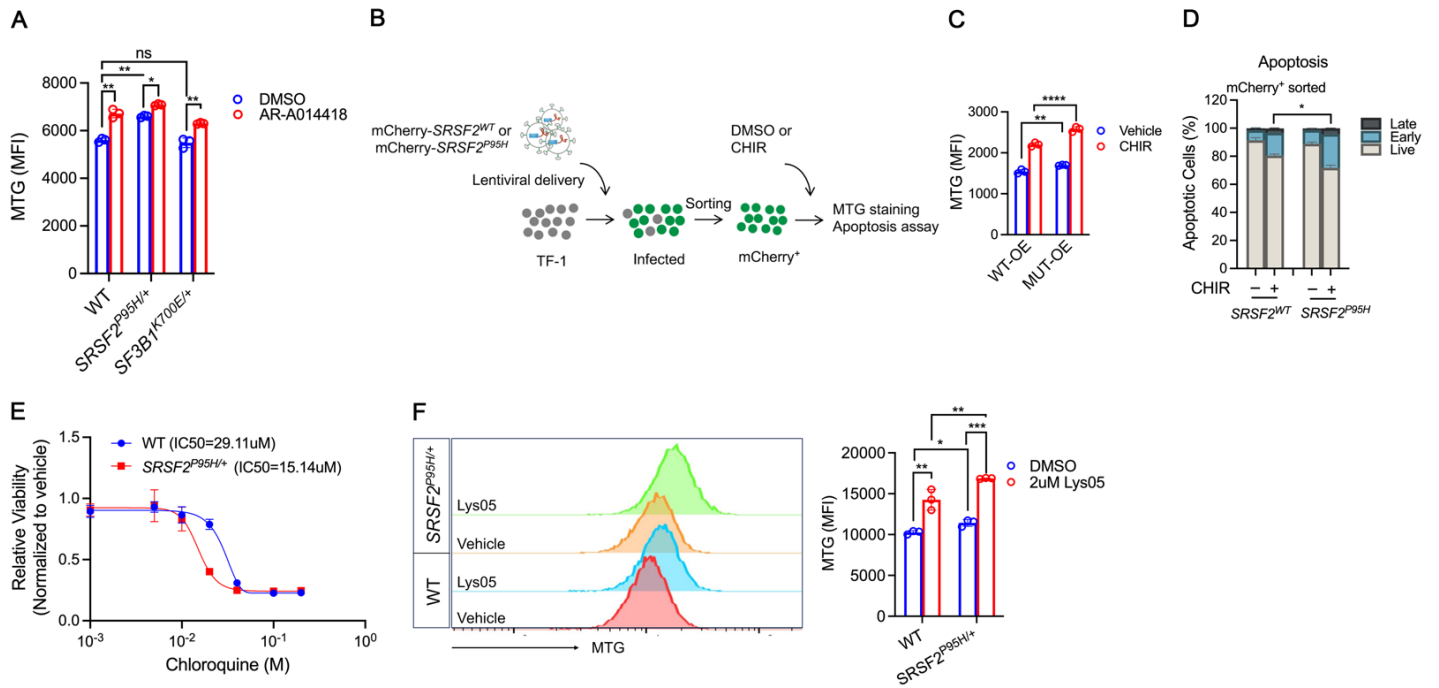 A
ns
**
**
*
**
8000
6000
4000
2000
0
MTG (MFI)
DMSO
AR-A014418
WT
SRSF2P95H/+
SF3B1K700E/+
B
mCherry-SRSF2WT or
mCherry-SRSF2P95H
Lentiviral delivery
DMSO or
CHIR
Sorting
MTG staining
Apoptosis assay
TF-1
Infected
mCherry+
C
****
**
3000
2000
1000
0
MTG (MFI)
Vehicle
CHIR
WT-OE
MUT-OE
D
Apoptosis
mCherry+ sorted
*
120
100
80
60
40
20
0
Apoptotic Cells (%)
Late
Early
Live
CHIR
– + – +
SRSF2WT
SRSF2P95H
E
WT (IC50=29.11uM)
SRSF2P95H/+ (IC50=15.14uM)
1.5
1.0
0.5
0.0
Relative Viability
(Normalized to vehicle)
10-3
10-2
10-1
100
Chloroquine (M)
F
SRSF2P95H/+
WT
Lys05
Vehicle
Lys05
Vehicle
MTG
**
*
***
**
20000
15000
10000
5000
0
MTG (MFI)
DMSO
2uM Lys05
WT
SRSF2P95H/+